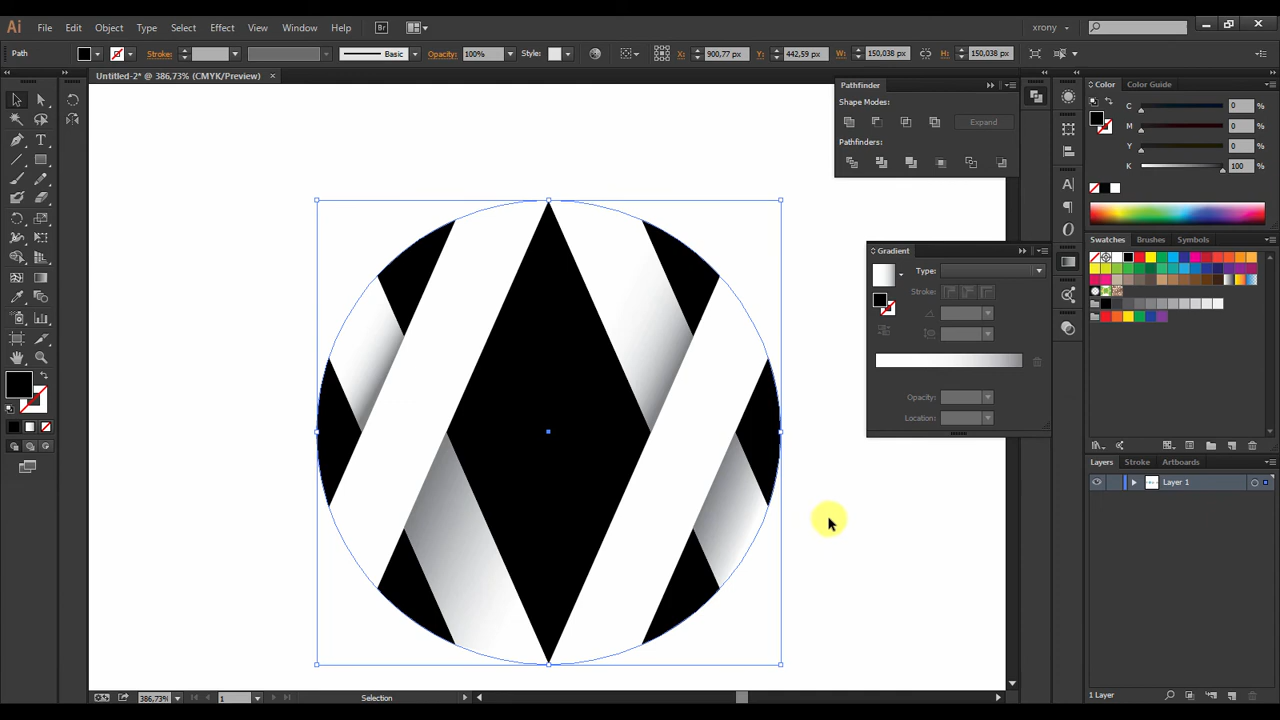 Ai File Edit Object Type Select Effect View Window Help Br xrony
Path Stroke: Basic Opacity: 100% Style: X: 900,77 px Y: 442,59 px W: 150,038 px H: 150,038 px
Untitled-2* @ 386,73% (CMYK/Preview) ×
Pathfinder
Shape Modes:
Expand
Pathfinders:
Color Color Guide
C 0 %
M 0 %
Y 0 %
K 100 %
Gradient
Type:
Stroke:
Opacity:
Location:
Swatches Brushes Symbols
Layers Stroke Artboards
Layer 1
1 Layer
386,73% 1 Selection